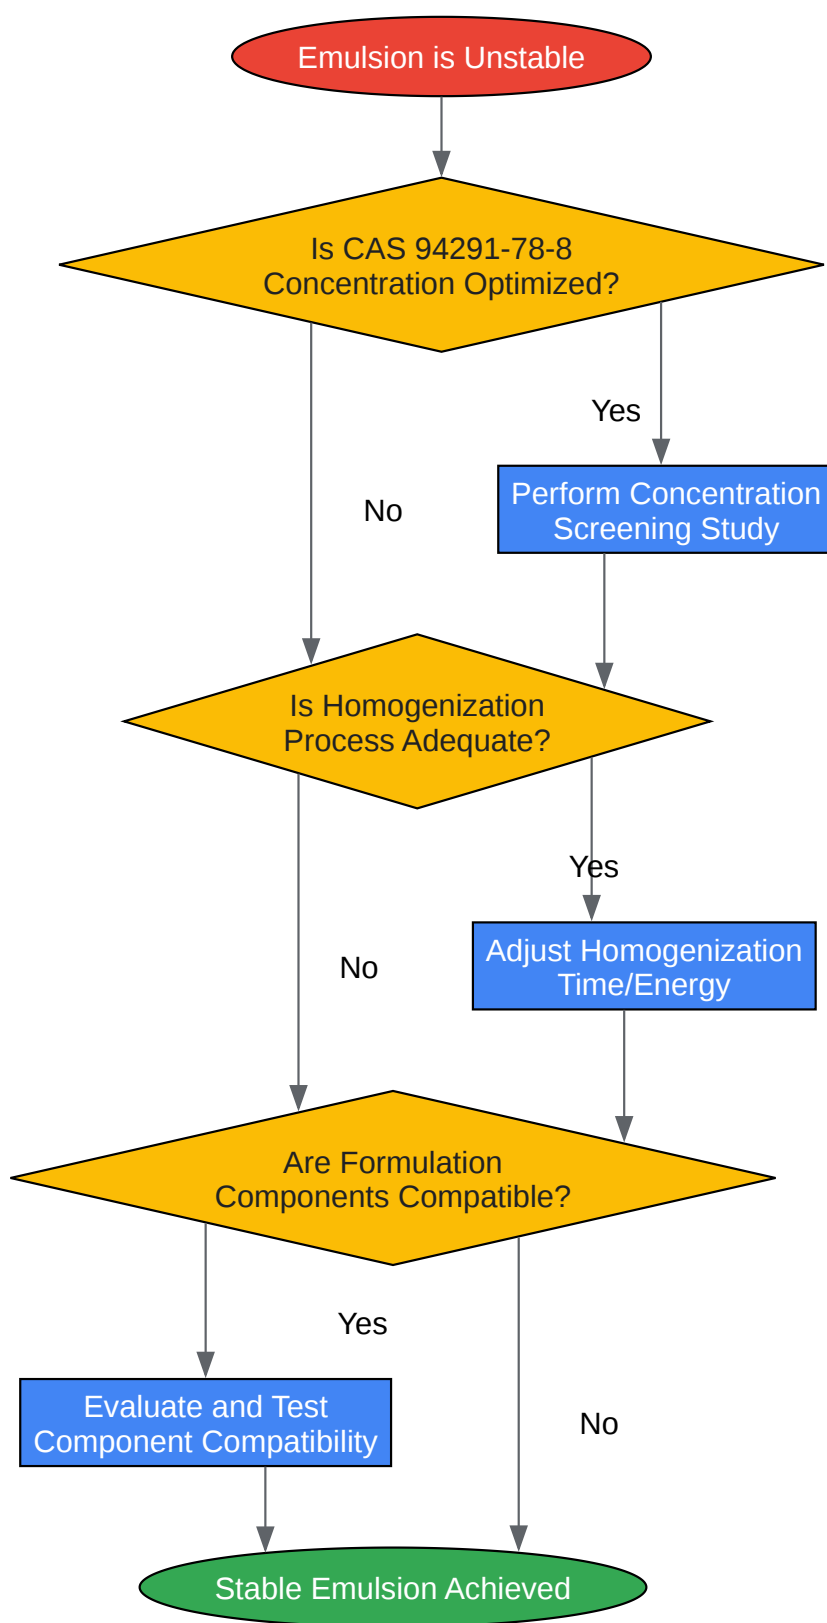 Emulsion is Unstable
Is CAS 94291-78-8
Concentration Optimized?
Yes
Perform Concentration
Screening Study
No
Is Homogenization
Process Adequate?
Yes
Adjust Homogenization
Time/Energy
No
Are Formulation
Components Compatible?
Yes
Evaluate and Test
Component Compatibility
No
Stable Emulsion Achieved